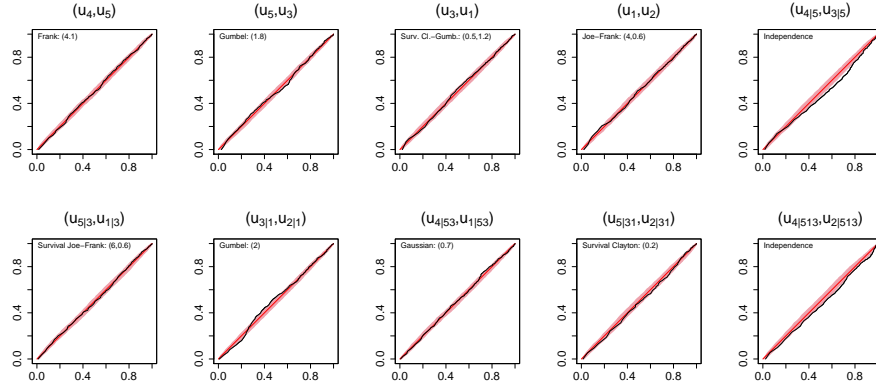 (u4,u5) (u5,u3) (u3,u1) (u1,u2) (u4|5,u3|5)
Frank: (4.1) Gumbel: (1.8) Surv. Cl.−Gumb.: (0.5,1.2) Joe−Frank: (4,0.6) Independence
0.8 0.8 0.8 0.8 0.8
0.4 0.4 0.4 0.4 0.4
0.0 0.0 0.0 0.0 0.0
0.0 0.4 0.8 0.0 0.4 0.8 0.0 0.4 0.8 0.0 0.4 0.8 0.0 0.4 0.8
(u5|3,u1|3) (u3|1,u2|1) (u4|53,u1|53) (u5|31,u2|31) (u4|513,u2|513)
Survival Joe−Frank: (6,0.6) Gumbel: (2) Gaussian: (0.7) Survival Clayton: (0.2) Independence
0.8 0.8 0.8 0.8 0.8
0.4 0.4 0.4 0.4 0.4
0.0 0.0 0.0 0.0 0.0
0.0 0.4 0.8 0.0 0.4 0.8 0.0 0.4 0.8 0.0 0.4 0.8 0.0 0.4 0.8